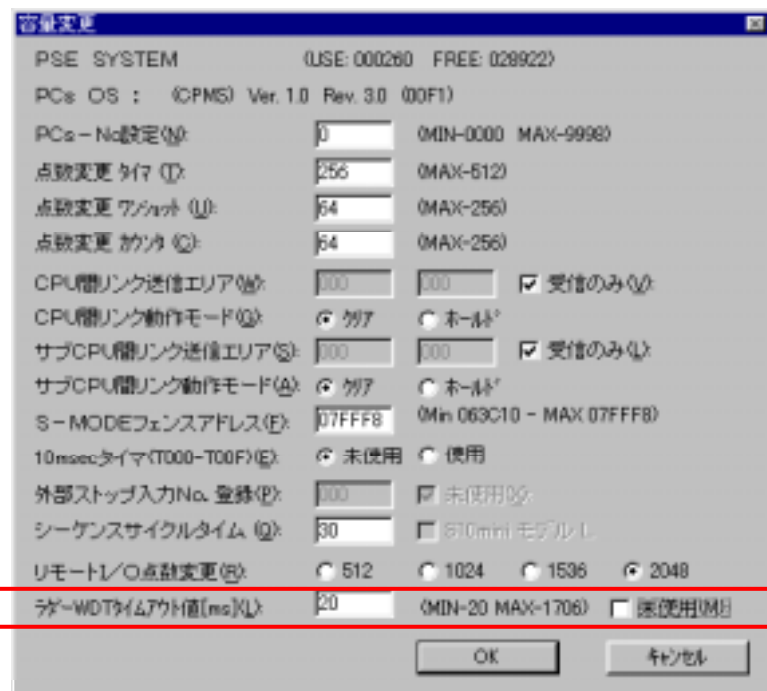 容量変更
PSE SYSTEM (USE: 000260 FREE: 028922)
PCs OS : (CPMS) Ver. 1.0 Rev. 3.0 (00F1)
PCs－No設定(N): 0 (MIN-0000 MAX-9998)
点数変更 ﾀｲﾏ (T): 256 (MAX-512)
点数変更 ﾜﾝｼｮｯﾄ (U): 64 (MAX-256)
点数変更 ｶｳﾝﾀ (C): 64 (MAX-256)
CPU間リンク送信エリア(W): 000 000 受信のみ(V):
CPU間リンク動作モード(G): ｸﾘｱ ﾎｰﾙﾄﾞ
サブCPU間リンク送信エリア(S): 000 000 受信のみ(L):
サブCPU間リンク動作モード(A): ｸﾘｱ ﾎｰﾙﾄﾞ
S－MODEフェンスアドレス(F): 07FFF8 (Min 063C10 - MAX 07FFF8)
10msecタイマ(T000-T00F)(E): 未使用 使用
外部ストップ入力No. 登録(P): 000 未使用(X):
シーケンスサイクルタイム (Q): 30 S10mini モデル L
リモートI/O点数変更(R): 512 1024 1536 2048
ﾗﾀﾞｰWDTﾀｲﾑｱｳﾄ値[ms](L): 20 (MIN-20 MAX-1706) 未使用(M):
OK ｷｬﾝｾﾙ